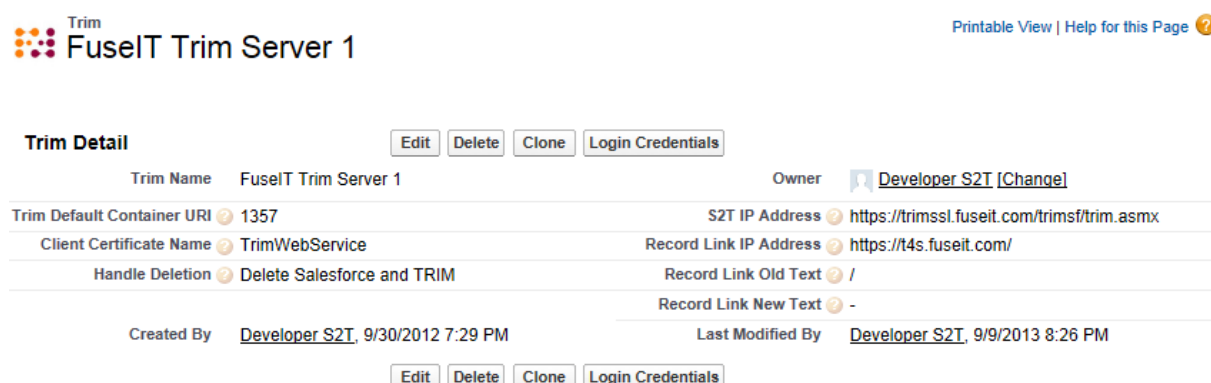 Trim
FuseIT Trim Server 1
Printable View | Help for this Page ?
Trim Detail
Edit Delete Clone Login Credentials
Trim Name FuseIT Trim Server 1 Owner Developer S2T [Change]
Trim Default Container URI ? 1357 S2T IP Address ? https://trimssl.fuseit.com/trimsf/trim.asmx
Client Certificate Name ? TrimWebService Record Link IP Address ? https://t4s.fuseit.com/
Handle Deletion ? Delete Salesforce and TRIM Record Link Old Text ? /
Record Link New Text ? -
Created By Developer S2T, 9/30/2012 7:29 PM Last Modified By Developer S2T, 9/9/2013 8:26 PM
Edit Delete Clone Login Credentials